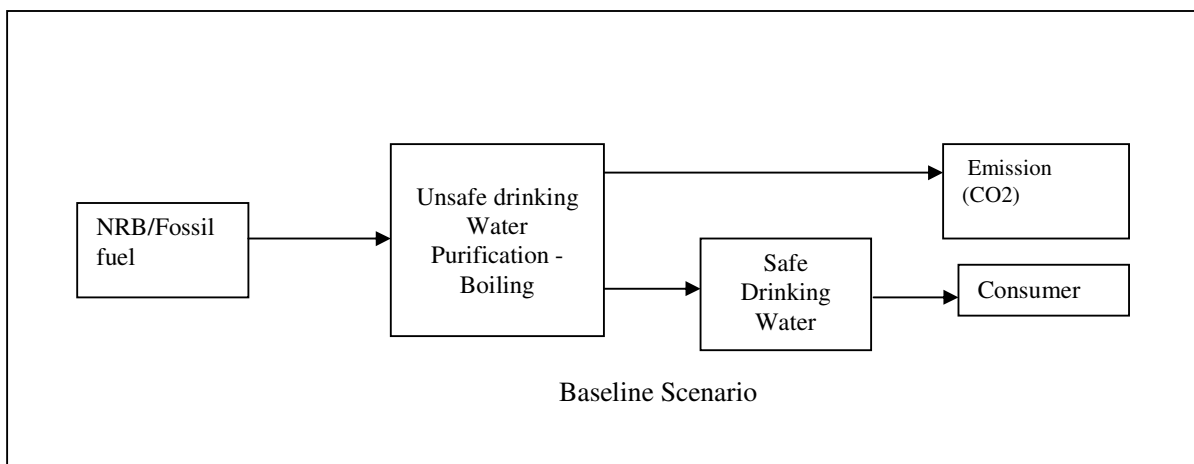 NRB/Fossil
fuel
Unsafe drinking
Water
Purification -
Boiling
Emission
(CO2)
Safe
Drinking
Water
Consumer
Baseline Scenario